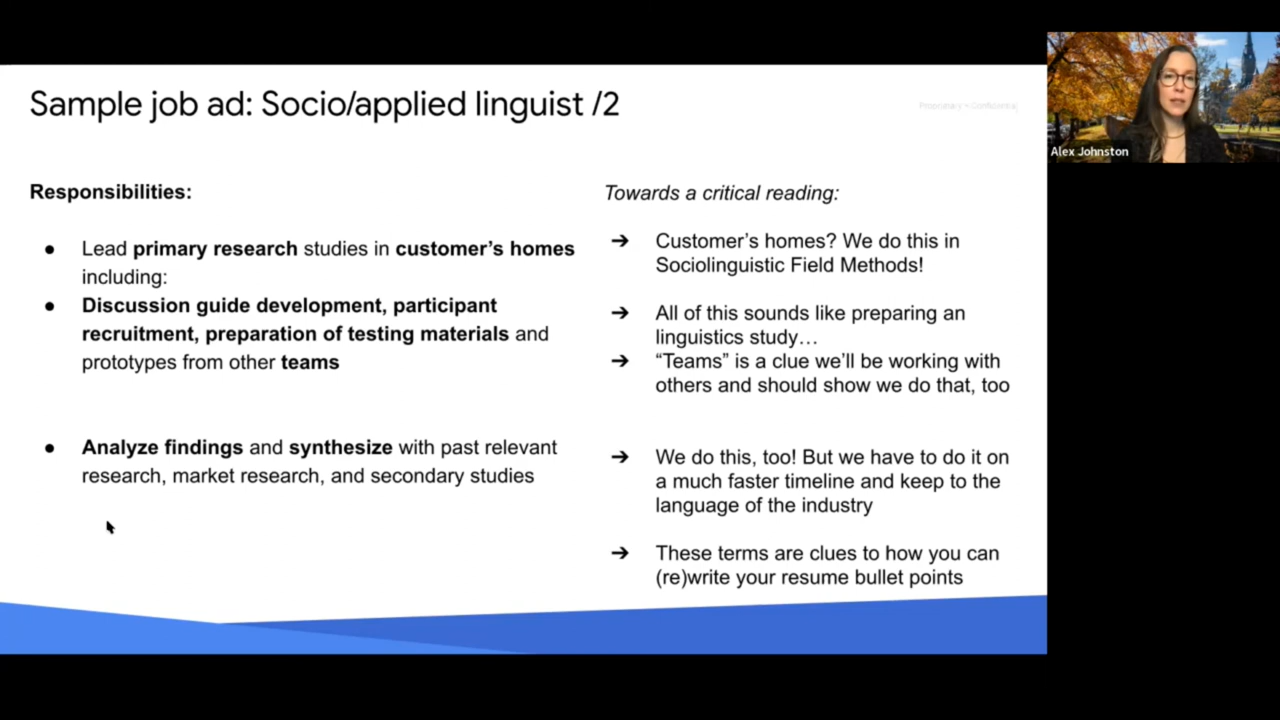 Sample job ad: Socio/applied linguist /2
Proprietary + Confidential
Responsibilities:
● Lead primary research studies in customer's homes
including:
● Discussion guide development, participant
recruitment, preparation of testing materials and
prototypes from other teams
● Analyze findings and synthesize with past relevant
research, market research, and secondary studies
Towards a critical reading:
➔ Customer's homes? We do this in
Sociolinguistic Field Methods!
➔ All of this sounds like preparing an
linguistics study…
➔ “Teams” is a clue we'll be working with
others and should show we do that, too
➔ We do this, too! But we have to do it on
a much faster timeline and keep to the
language of the industry
➔ These terms are clues to how you can
(re)write your resume bullet points
Alex Johnston